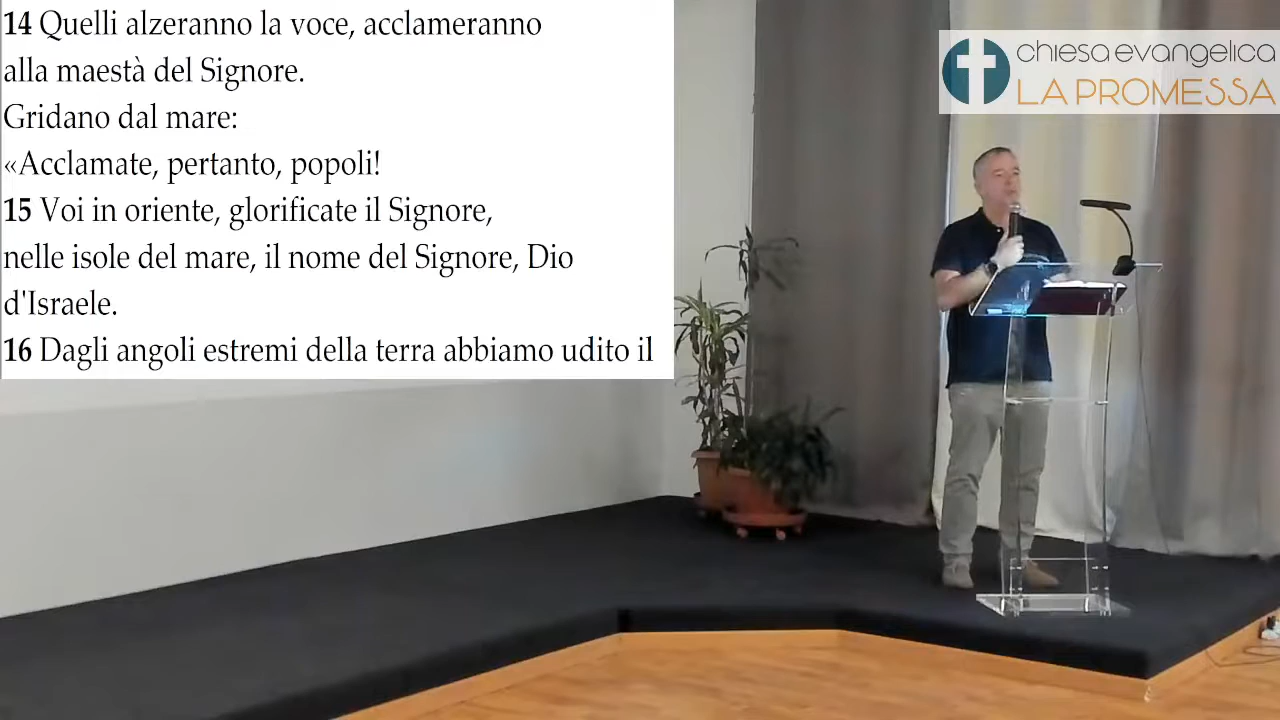 14 Quelli alzeranno la voce, acclameranno
alla maestà del Signore.
Gridano dal mare:
«Acclamate, pertanto, popoli!
15 Voi in oriente, glorificate il Signore,
nelle isole del mare, il nome del Signore, Dio
d'Israele.
16 Dagli angoli estremi della terra abbiamo udito il
chiesa evangelica
LA PROMESSA